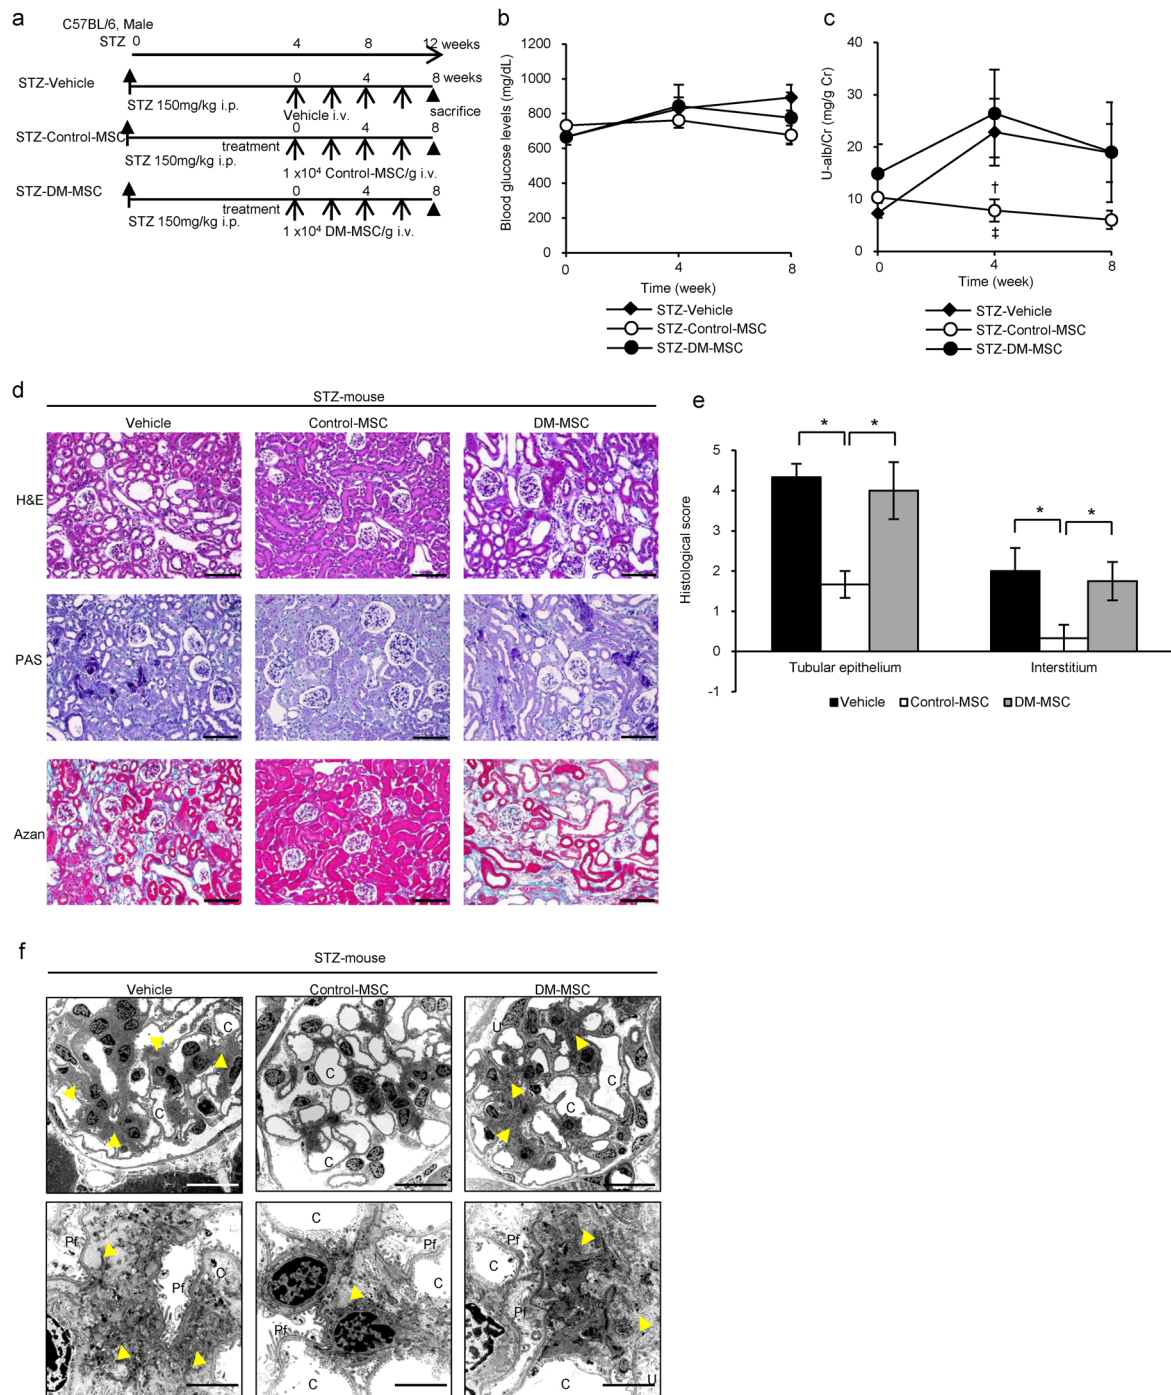 a
C57BL/6, Male
STZ 0 4 8 12 weeks
STZ-Vehicle 0 4 8 weeks
STZ 150mg/kg i.p. Vehicle i.v. sacrifice
STZ-Control-MSC 0 4 8
STZ 150mg/kg i.p. treatment
1 x10⁴ Control-MSC/g i.v.
STZ-DM-MSC 0 4 8
STZ 150mg/kg i.p. treatment
1 x10⁴ DM-MSC/g i.v.
b
Blood glucose levels (mg/dL)
1200
1000
800
600
400
200
0
0 4 8
Time (week)
STZ-Vehicle
STZ-Control-MSC
STZ-DM-MSC
c
U-alb/Cr (mg/g Cr)
40
30
20
10
0
†
‡
0 4 8
Time (week)
STZ-Vehicle
STZ-Control-MSC
STZ-DM-MSC
d
STZ-mouse
Vehicle Control-MSC DM-MSC
H&E
PAS
Azan
e
Histological score
5
4
3
2
1
0
-1
* * * *
Tubular epithelium Interstitium
Vehicle Control-MSC DM-MSC
f
STZ-mouse
Vehicle Control-MSC DM-MSC
C C
C C
U C C
Pf Pf C
C Pf C Pf C
Pf C Pf C U